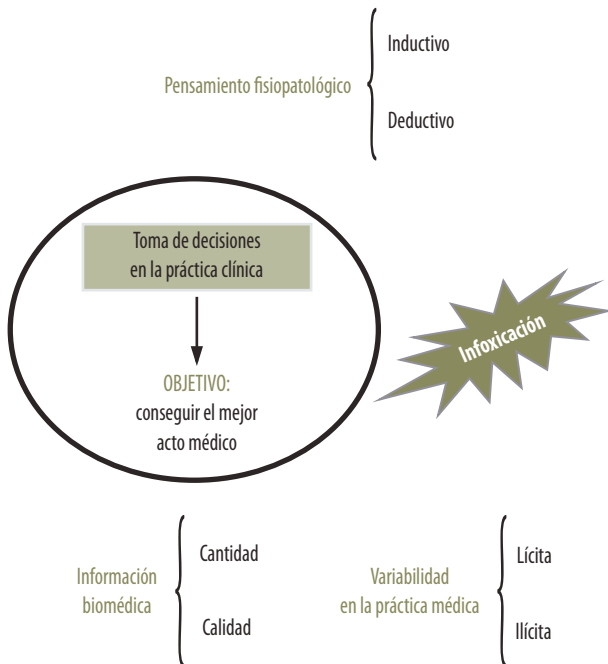 Pensamiento fisiopatológico
Inductivo
Deductivo
Toma de decisiones
en la práctica clínica
OBJETIVO:
conseguir el mejor
acto médico
Infoxicación
Información
biomédica
Cantidad
Calidad
Variabilidad
en la práctica médica
Lícita
Ilícita